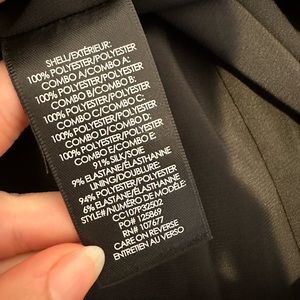 SHELL/EXTÉRIEUR:
100% POLYESTER/POLYESTER
COMBO A/COMBO A:
100% POLYESTER/POLYESTER
COMBO B/COMBO B:
100% POLYESTER/POLYESTER
COMBO C/COMBO C:
100% POLYESTER/POLYESTER
COMBO D/COMBO D:
100% POLYESTER/POLYESTER
COMBO E/COMBO E:
91% SILK/SOIE
9% ELASTANE/ÉLASTHANNE
LINING/DOUBLURE:
94% POLYESTER/POLYESTER
6% ELASTANE/ÉLASTHANNE
STYLE#/NUMÉRO DE MODÈLE:
CC107P32502
PO# 125869
RN# 107677
CARE ON REVERSE
ENTRETIEN AU VERSO